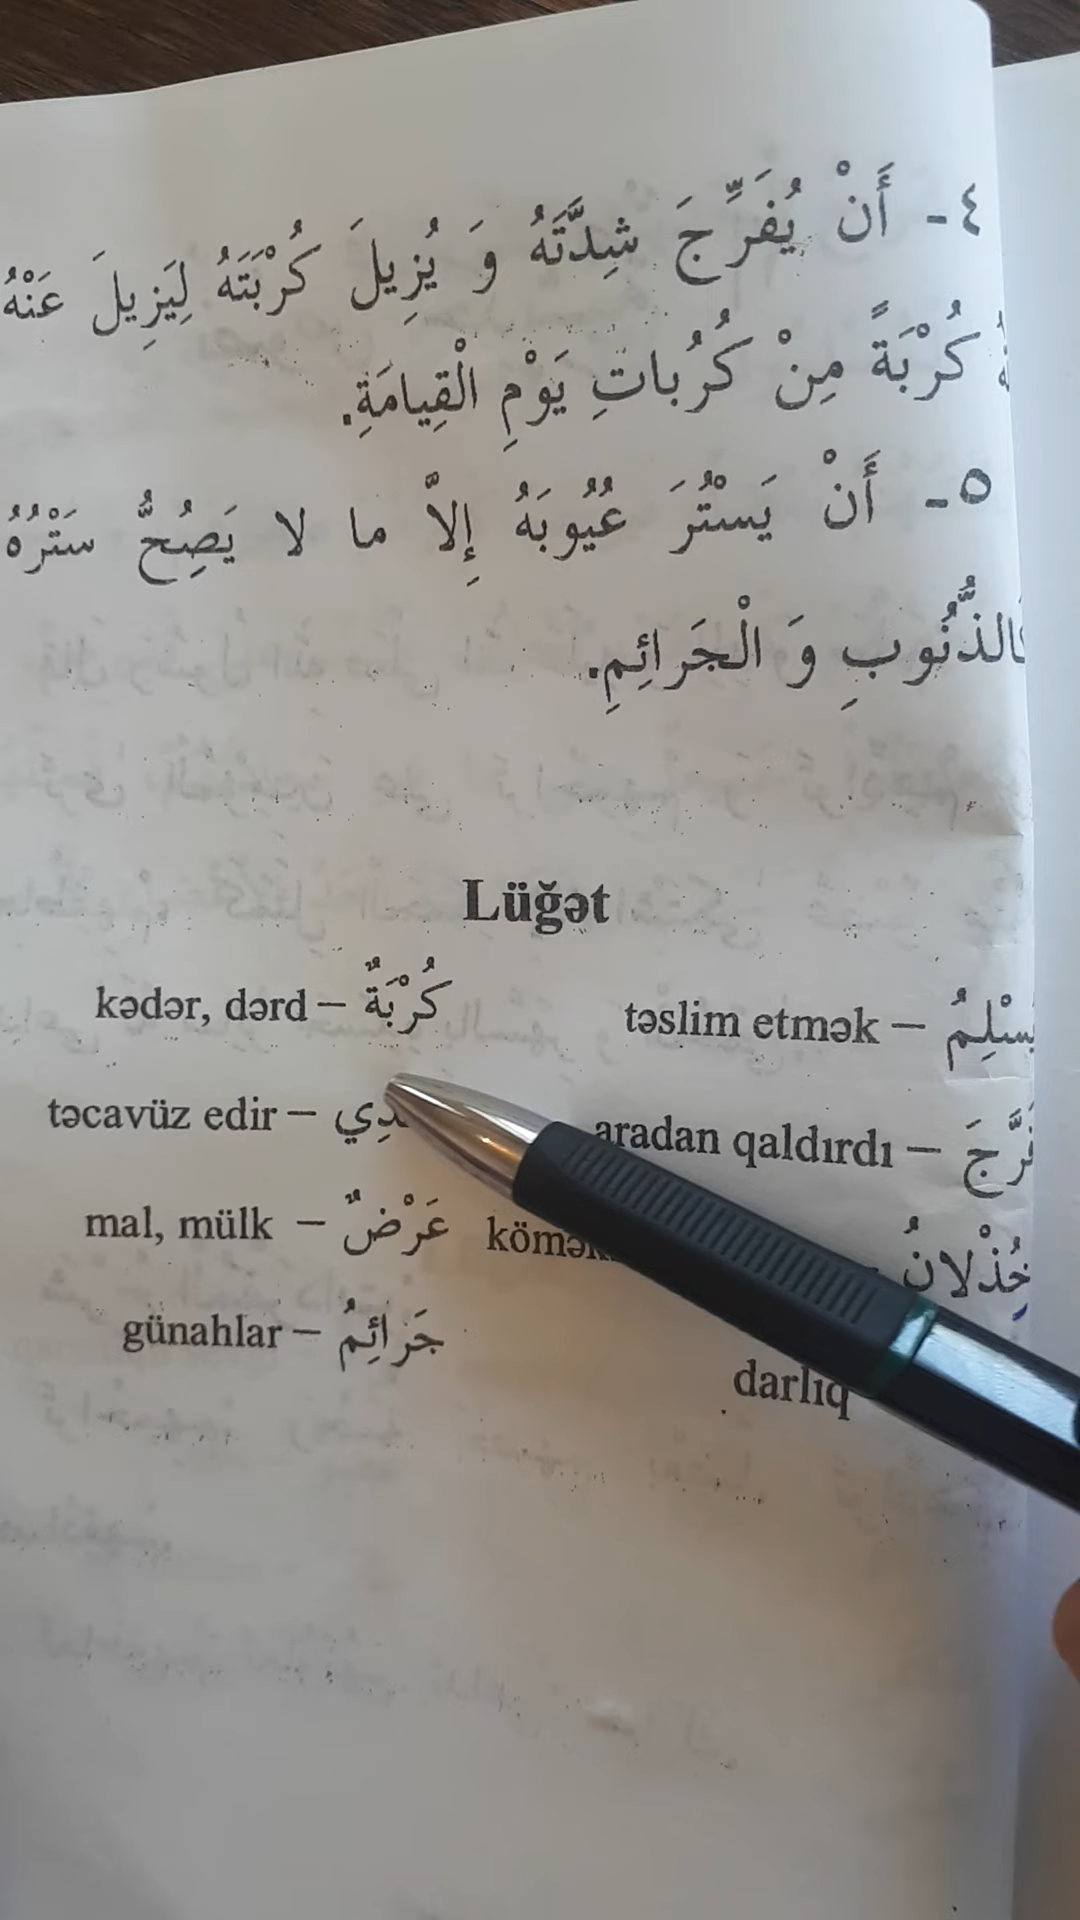 ٤- أَنْ يُفَرِّجَ شِدَّتَهُ وَ يُزِيلَ كُرْبَتَهُ لِيَزِيلَ عَنْهُ
كُرْبَةً مِنْ كُرُباتِ يَوْمِ الْقِيامَةِ.
٥- أَنْ يَسْتُرَ عُيُوبَهُ إِلاَّ ما لا يَصِحُّ سَتْرُهُ
كَالذُّنُوبِ وَ الْجَرائِمِ.
Lüğət
təslim etmək –
kədər, dərd – كُرْبَةٌ
aradan qaldırdı – فَرَّجَ
təcavüz edir –
خِذْلانُ
mal, mülk – عَرْضٌ
darlıq
günahlar – جَرائِمُ